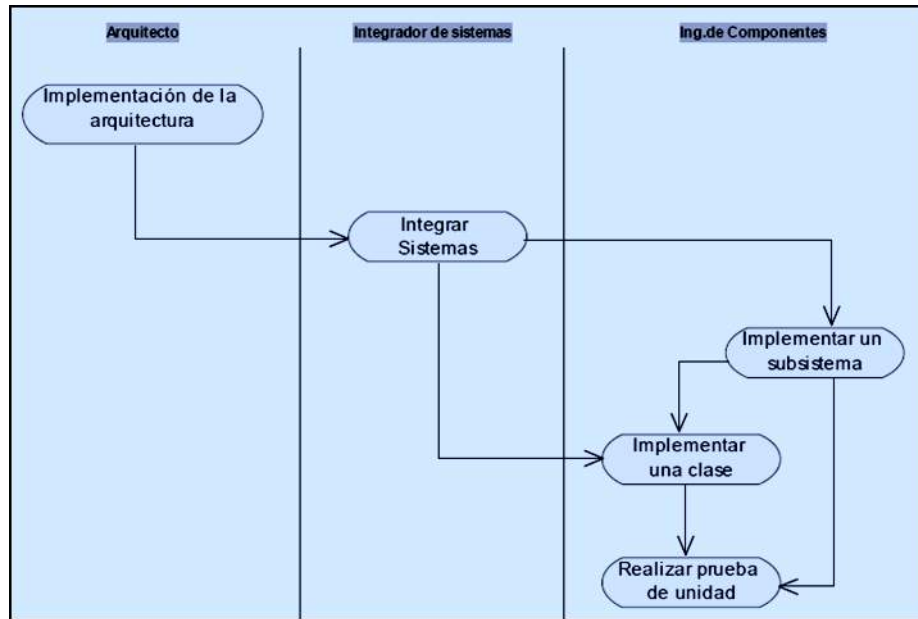 Arquitecto
Integrador de sistemas
Ing.de Componentes
Implementación de la
arquitectura
Integrar
Sistemas
Implementar un
subsistema
Implementar
una clase
Realizar prueba
de unidad